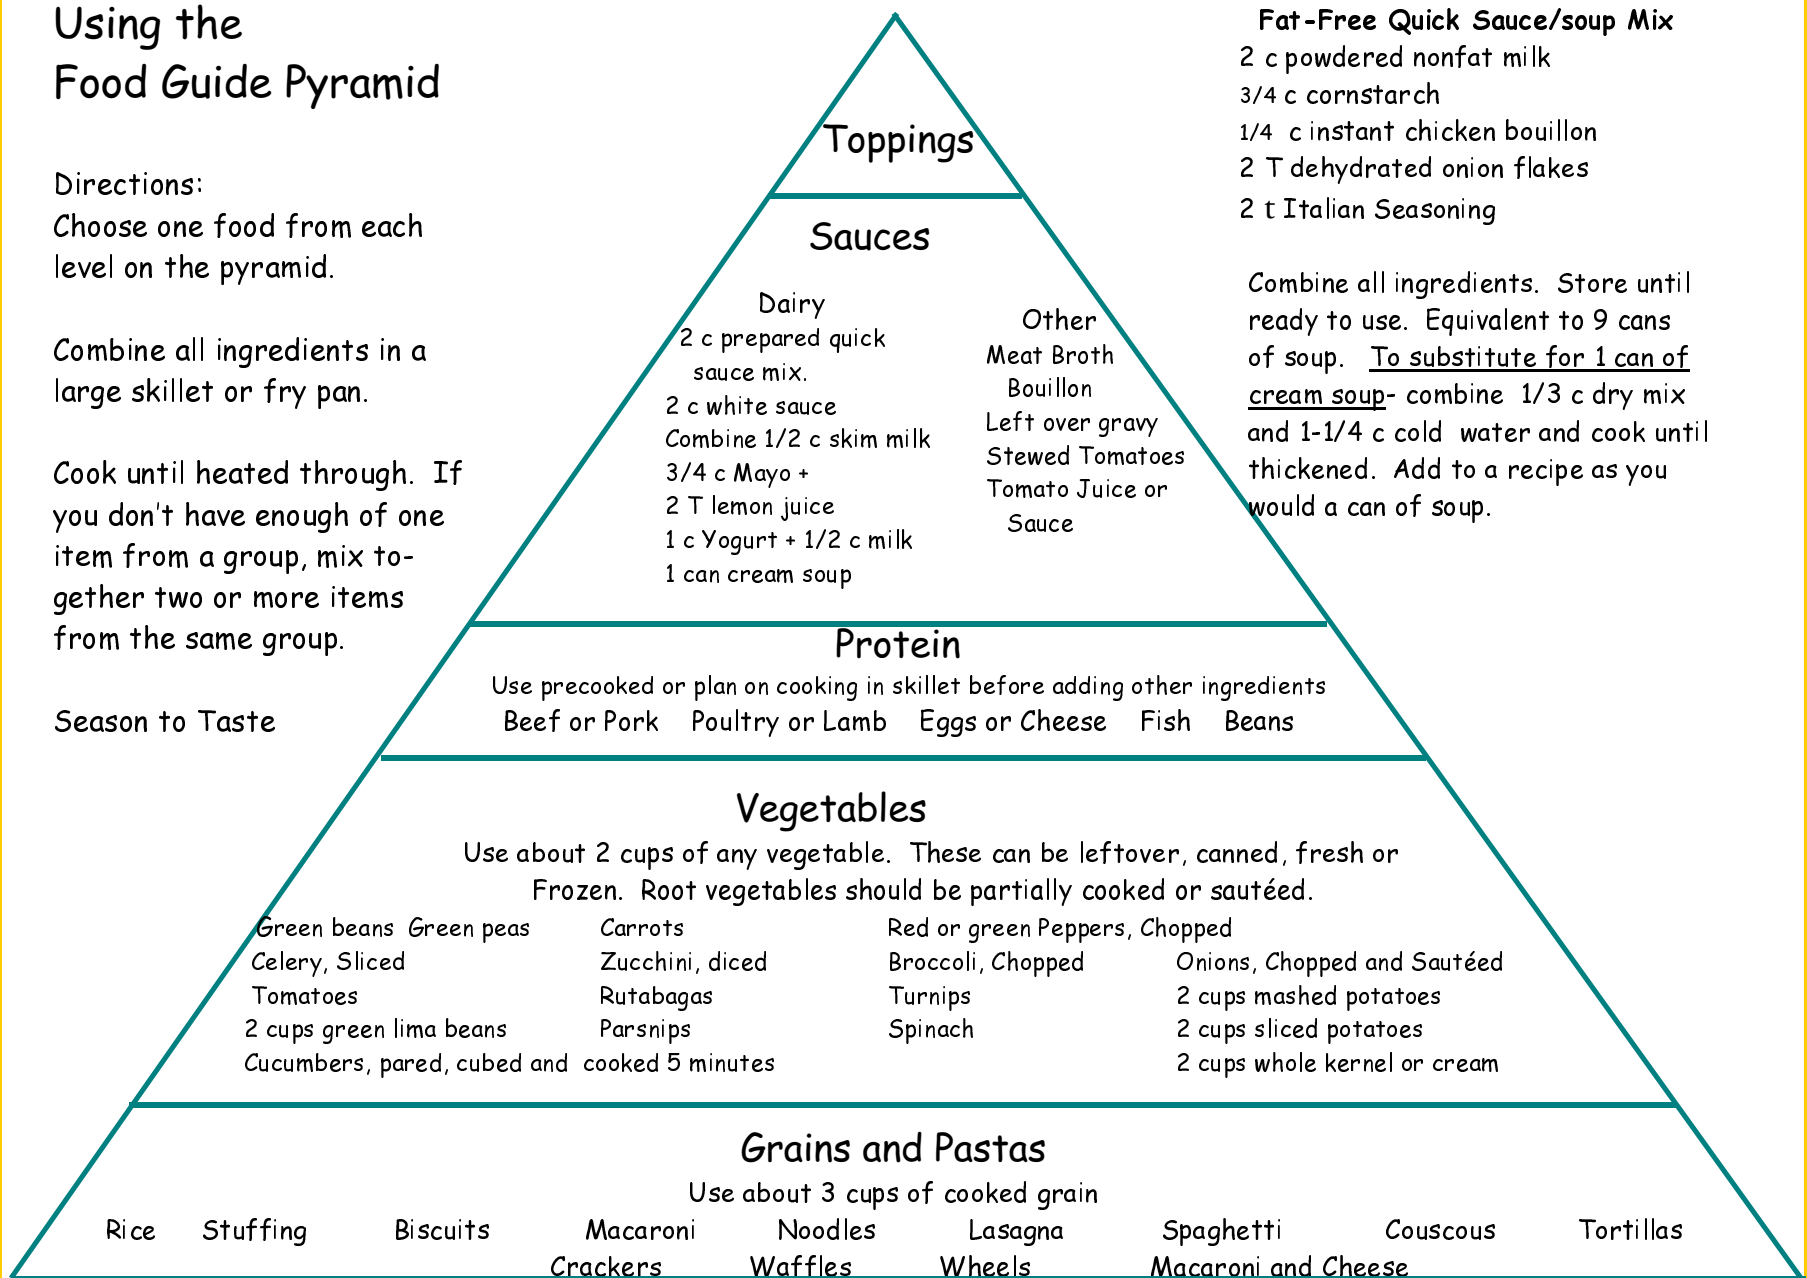 Using the
Food Guide Pyramid
Directions:
Choose one food from each
level on the pyramid.
Combine all ingredients in a
large skillet or fry pan.
Cook until heated through.  If
you don't have enough of one
item from a group, mix to-
gether two or more items
from the same group.
Season to Taste
Toppings
Sauces
Dairy
2 c prepared quick
sauce mix.
2 c white sauce
Combine 1/2 c skim milk
3/4 c Mayo +
2 T lemon juice
1 c Yogurt + 1/2 c milk
1 can cream soup
Other
Meat Broth
Bouillon
Left over gravy
Stewed Tomatoes
Tomato Juice or
Sauce
Fat-Free Quick Sauce/soup Mix
2 c powdered nonfat milk
3/4 c cornstarch
1/4 c instant chicken bouillon
2 T dehydrated onion flakes
2 t Italian Seasoning
Combine all ingredients.  Store until
ready to use.  Equivalent to 9 cans
of soup.  To substitute for 1 can of
cream soup- combine 1/3 c dry mix
and 1-1/4 c cold water and cook until
thickened.  Add to a recipe as you
would a can of soup.
Protein
Use precooked or plan on cooking in skillet before adding other ingredients
Beef or Pork  Poultry or Lamb  Eggs or Cheese  Fish  Beans
Vegetables
Use about 2 cups of any vegetable.  These can be leftover, canned, fresh or
Frozen.  Root vegetables should be partially cooked or sautéed.
Green beans  Green peas  Carrots  Red or green Peppers, Chopped
Celery, Sliced  Zucchini, diced  Broccoli, Chopped  Onions, Chopped and Sautéed
Tomatoes  Rutabagas  Turnips  2 cups mashed potatoes
2 cups green lima beans  Parsnips  Spinach  2 cups sliced potatoes
Cucumbers, pared, cubed and cooked 5 minutes  2 cups whole kernel or cream
Grains and Pastas
Use about 3 cups of cooked grain
Rice  Stuffing  Biscuits  Macaroni  Noodles  Lasagna  Spaghetti  Couscous  Tortillas
Crackers  Waffles  Wheels  Macaroni and Cheese